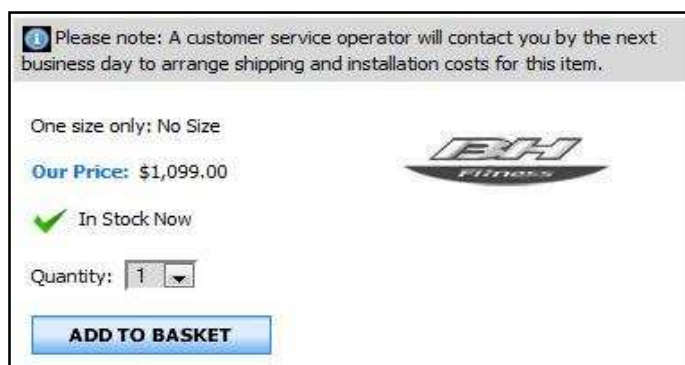 Please note: A customer service operator will contact you by the next
business day to arrange shipping and installation costs for this item.
One size only: No Size
BH
Fitness
Our Price: $1,099.00
In Stock Now
Quantity: 1
ADD TO BASKET